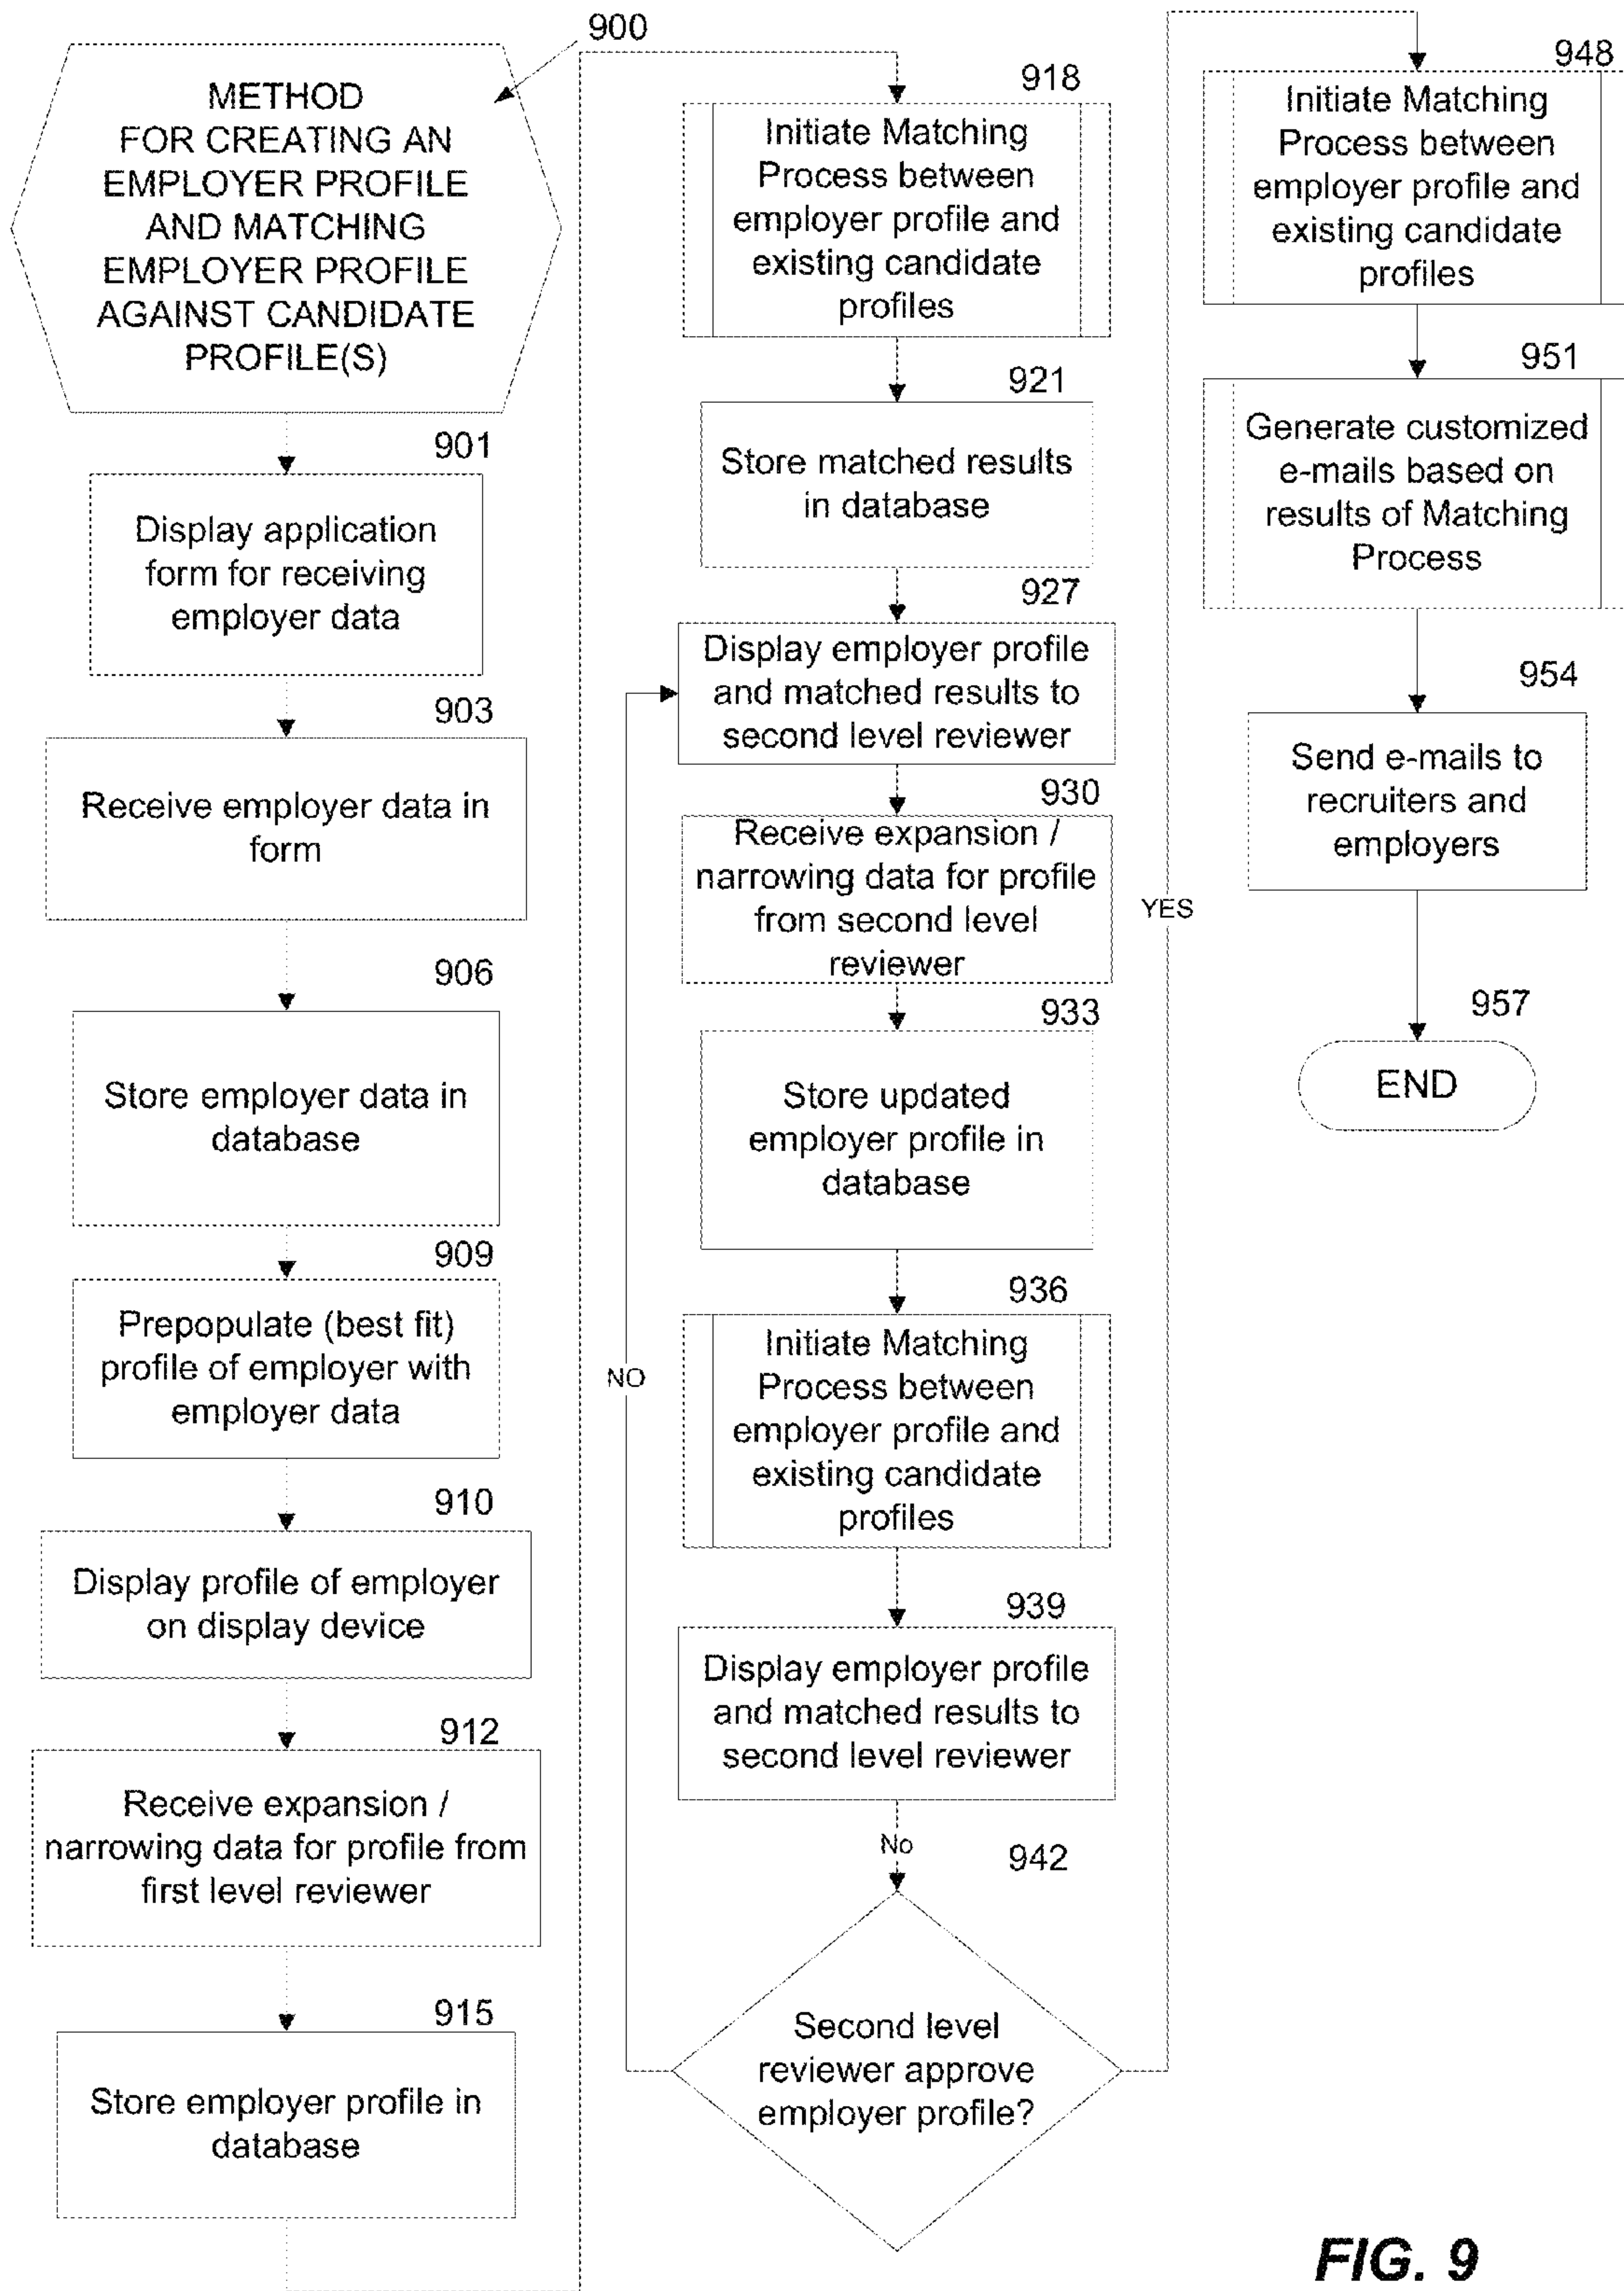 900
METHOD
FOR CREATING AN
EMPLOYER PROFILE
AND MATCHING
EMPLOYER PROFILE
AGAINST CANDIDATE
PROFILE(S)
901
Display application
form for receiving
employer data
903
Receive employer data in
form
906
Store employer data in
database
909
Prepopulate (best fit)
profile of employer with
employer data
910
Display profile of employer
on display device
912
Receive expansion /
narrowing data for profile from
first level reviewer
915
Store employer profile in
database
918
Initiate Matching
Process between
employer profile and
existing candidate
profiles
921
Store matched results
in database
927
Display employer profile
and matched results to
second level reviewer
930
Receive expansion /
narrowing data for profile
from second level
reviewer
933
Store updated
employer profile in
database
936
Initiate Matching
Process between
employer profile and
existing candidate
profiles
939
Display employer profile
and matched results to
second level reviewer
No
942
Second level
reviewer approve
employer profile?
NO
YES
948
Initiate Matching
Process between
employer profile and
existing candidate
profiles
951
Generate customized
e-mails based on
results of Matching
Process
954
Send e-mails to
recruiters and
employers
957
END
FIG. 9